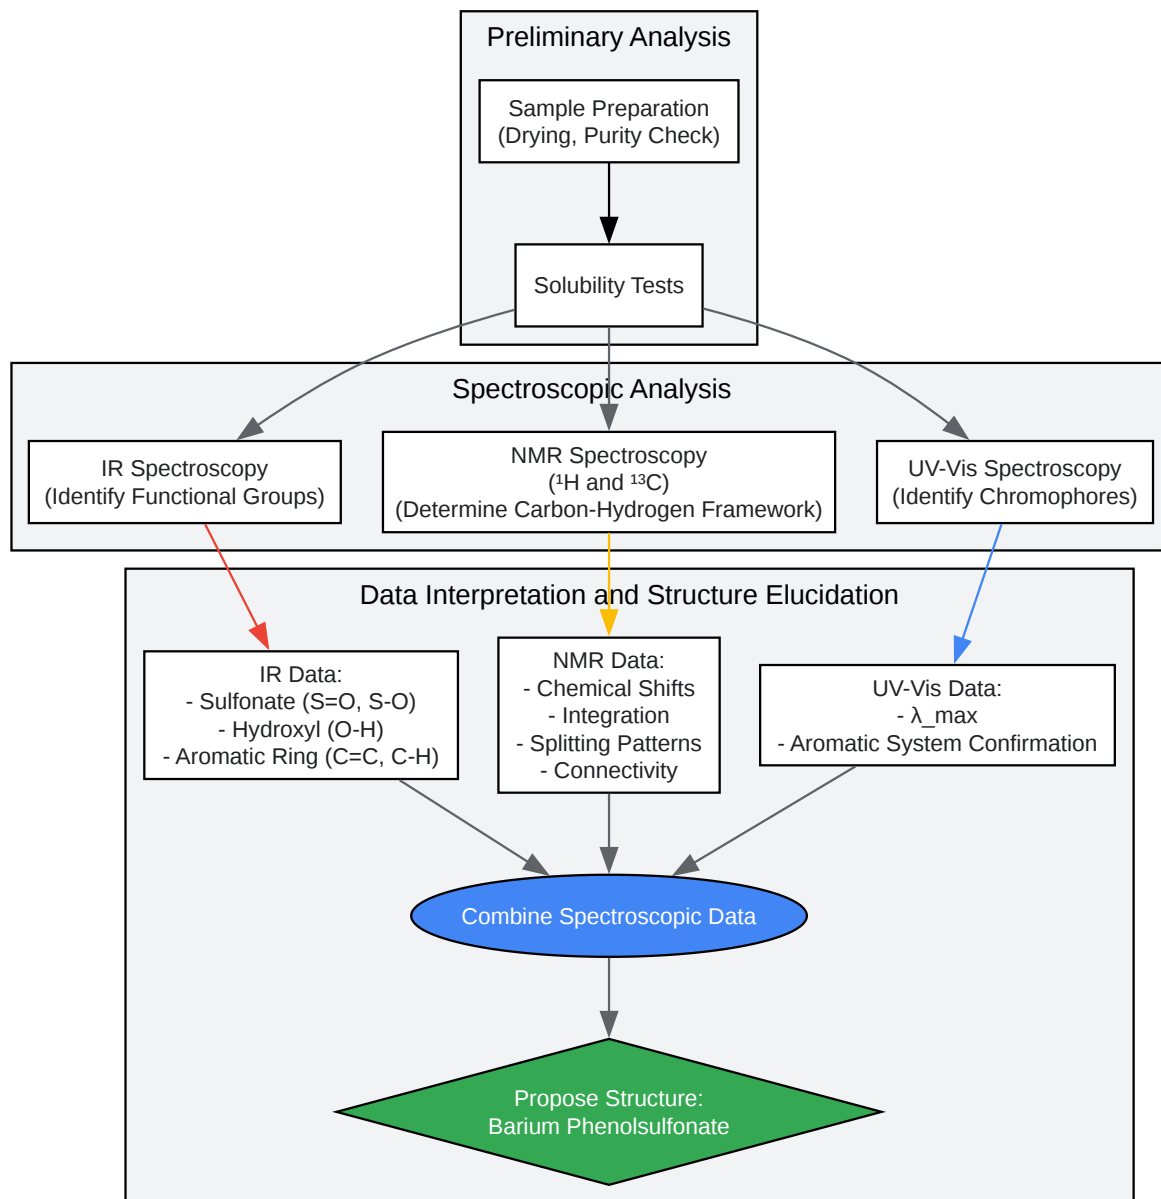 Preliminary Analysis
Sample Preparation
(Drying, Purity Check)
Solubility Tests
Spectroscopic Analysis
IR Spectroscopy
(Identify Functional Groups)
NMR Spectroscopy
(¹H and ¹³C)
(Determine Carbon-Hydrogen Framework)
UV-Vis Spectroscopy
(Identify Chromophores)
Data Interpretation and Structure Elucidation
IR Data:
- Sulfonate (S=O, S-O)
- Hydroxyl (O-H)
- Aromatic Ring (C=C, C-H)
NMR Data:
- Chemical Shifts
- Integration
- Splitting Patterns
- Connectivity
UV-Vis Data:
- λ_max
- Aromatic System Confirmation
Combine Spectroscopic Data
Propose Structure:
Barium Phenolsulfonate